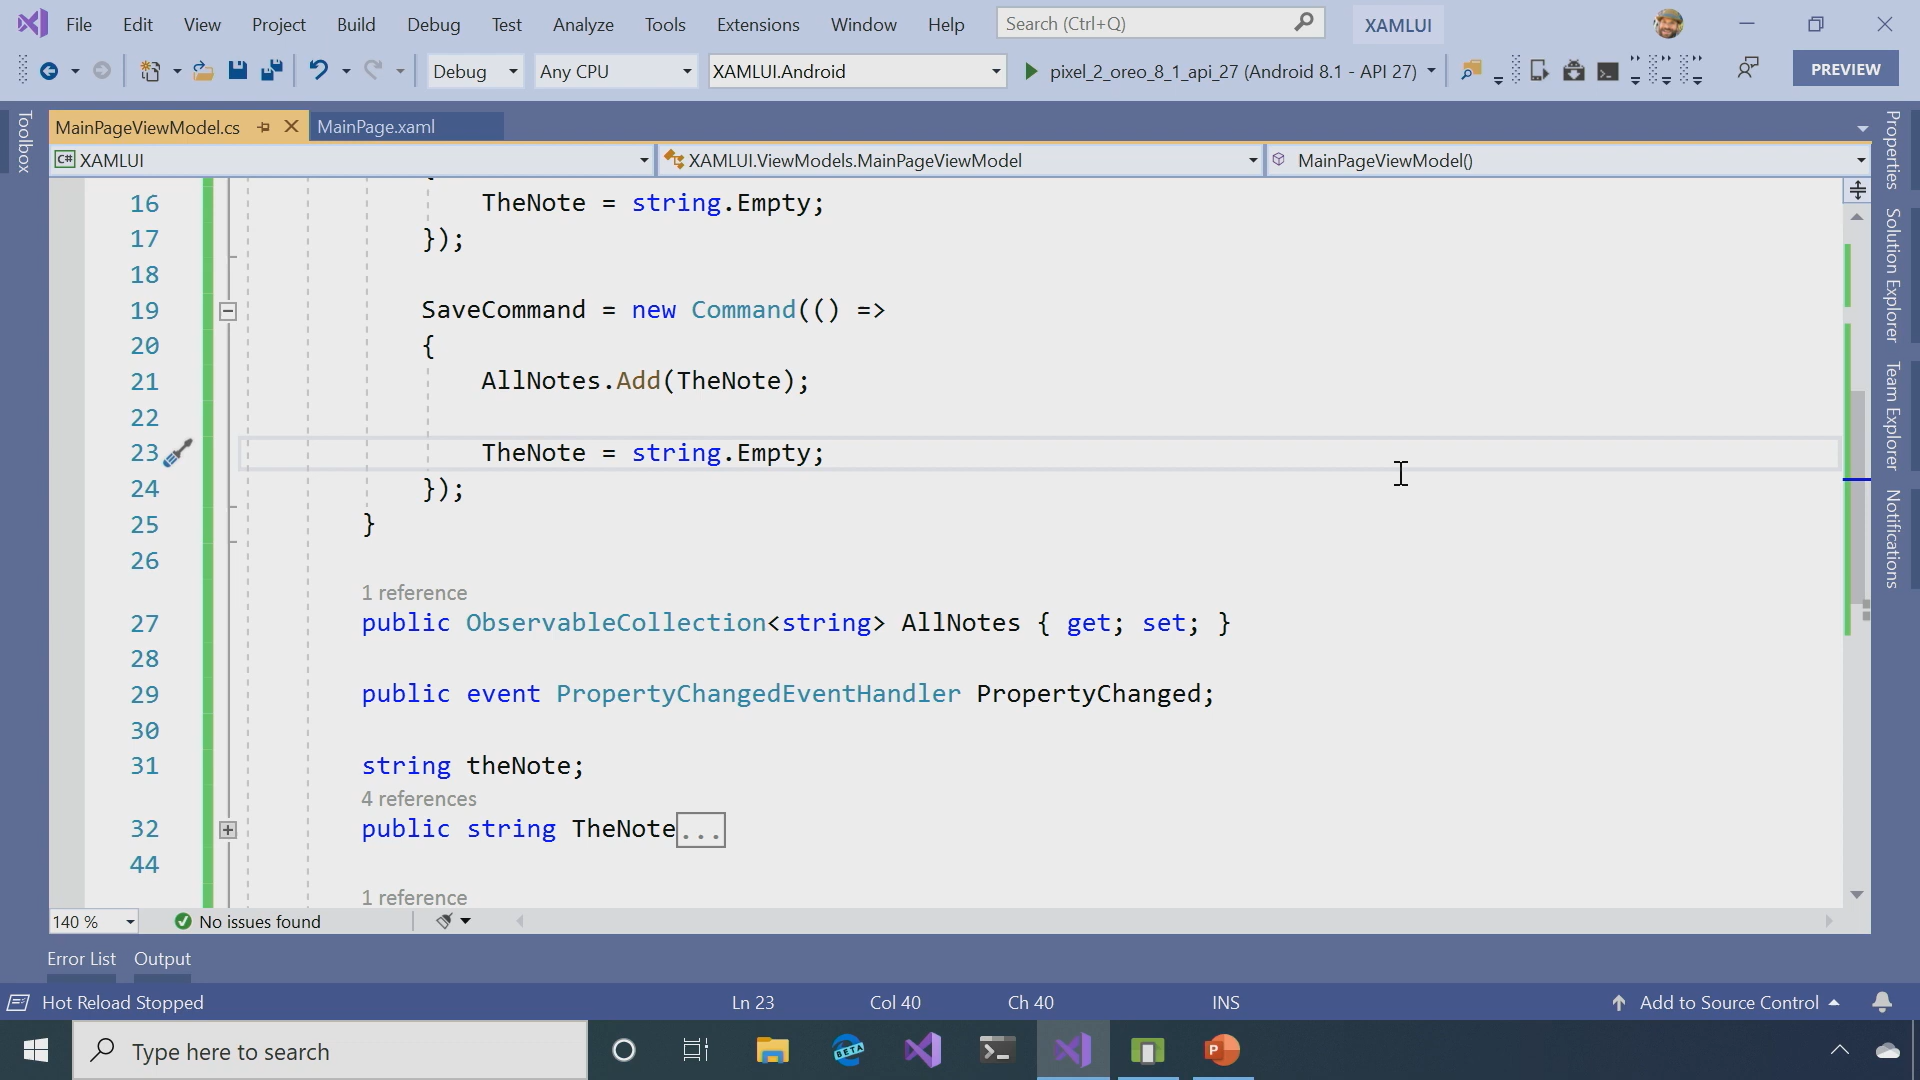 File Edit View Project Build Debug Test Analyze Tools Extensions Window Help Search (Ctrl+Q) XAMLUI
Debug Any CPU XAMLUI.Android pixel_2_oreo_8_1_api_27 (Android 8.1 - API 27) PREVIEW
Toolbox
MainPageViewModel.cs MainPage.xaml
XAMLUI XAMLUI.ViewModels.MainPageViewModel MainPageViewModel()
16 TheNote = string.Empty;
17 });
18
19 SaveCommand = new Command(() =>
20 {
21 AllNotes.Add(TheNote);
22
23 TheNote = string.Empty;
24 });
25 }
26
1 reference
27 public ObservableCollection<string> AllNotes { get; set; }
28
29 public event PropertyChangedEventHandler PropertyChanged;
30
31 string theNote;
4 references
32 public string TheNote...
44
1 reference
Properties
Solution Explorer
Team Explorer
Notifications
140 % No issues found
Error List Output
Hot Reload Stopped Ln 23 Col 40 Ch 40 INS Add to Source Control
Type here to search BETA